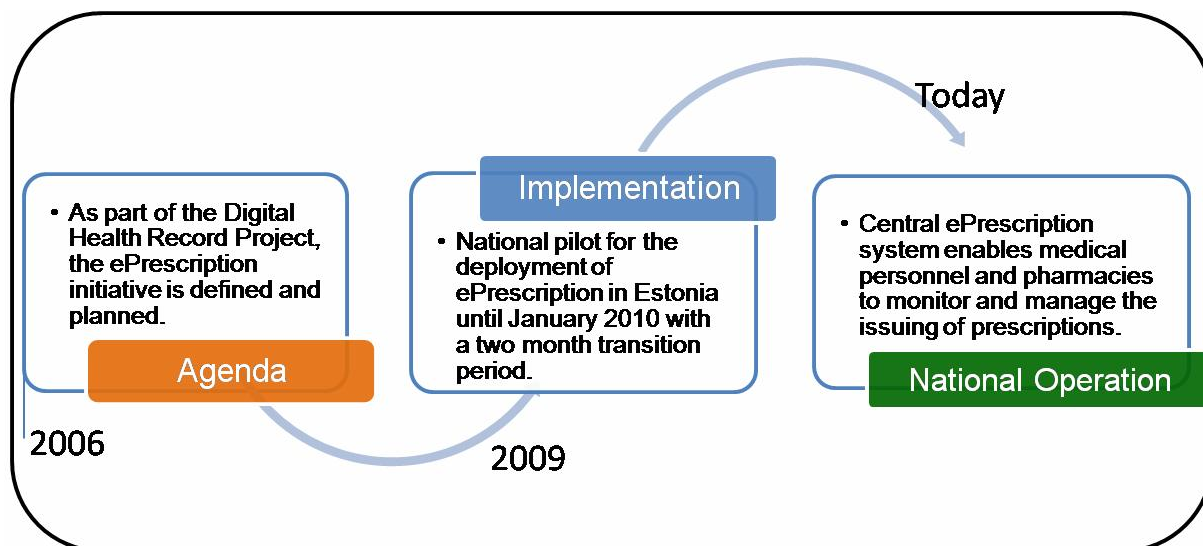 • As part of the Digital
Health Record Project,
the ePrescription
initiative is defined and
planned.
Agenda
2006
Implementation
• National pilot for the
deployment of
ePrescription in Estonia
until January 2010 with
a two month transition
period.
2009
Today
• Central ePrescription
system enables medical
personnel and pharmacies
to monitor and manage the
issuing of prescriptions.
National Operation